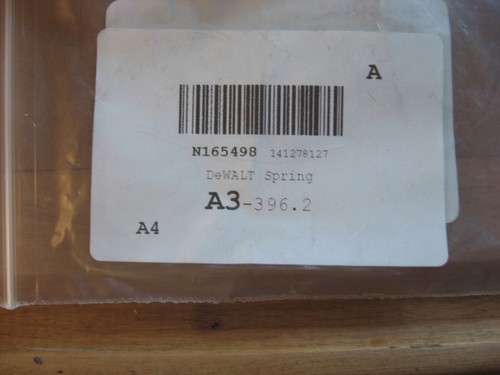 A
N165498 141278127
DeWALT Spring
A3-396.2
A4